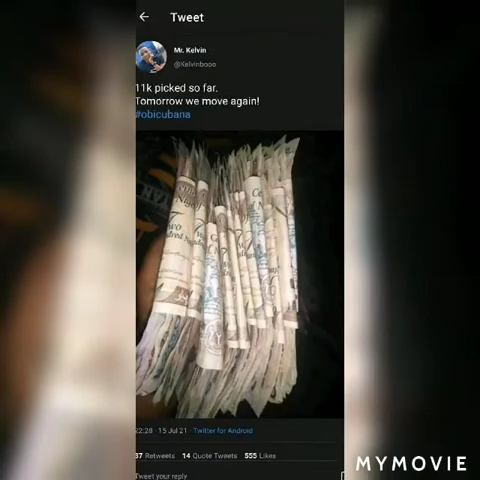 Tweet
Mr. Kelvin
@Kelvinbooo
11k picked so far.
Tomorrow we move again!
#obicubana
22:28 · 15 Jul 21 · Twitter for Android
37 Retweets 14 Quote Tweets 555 Likes
Tweet your reply
MYMOVIE